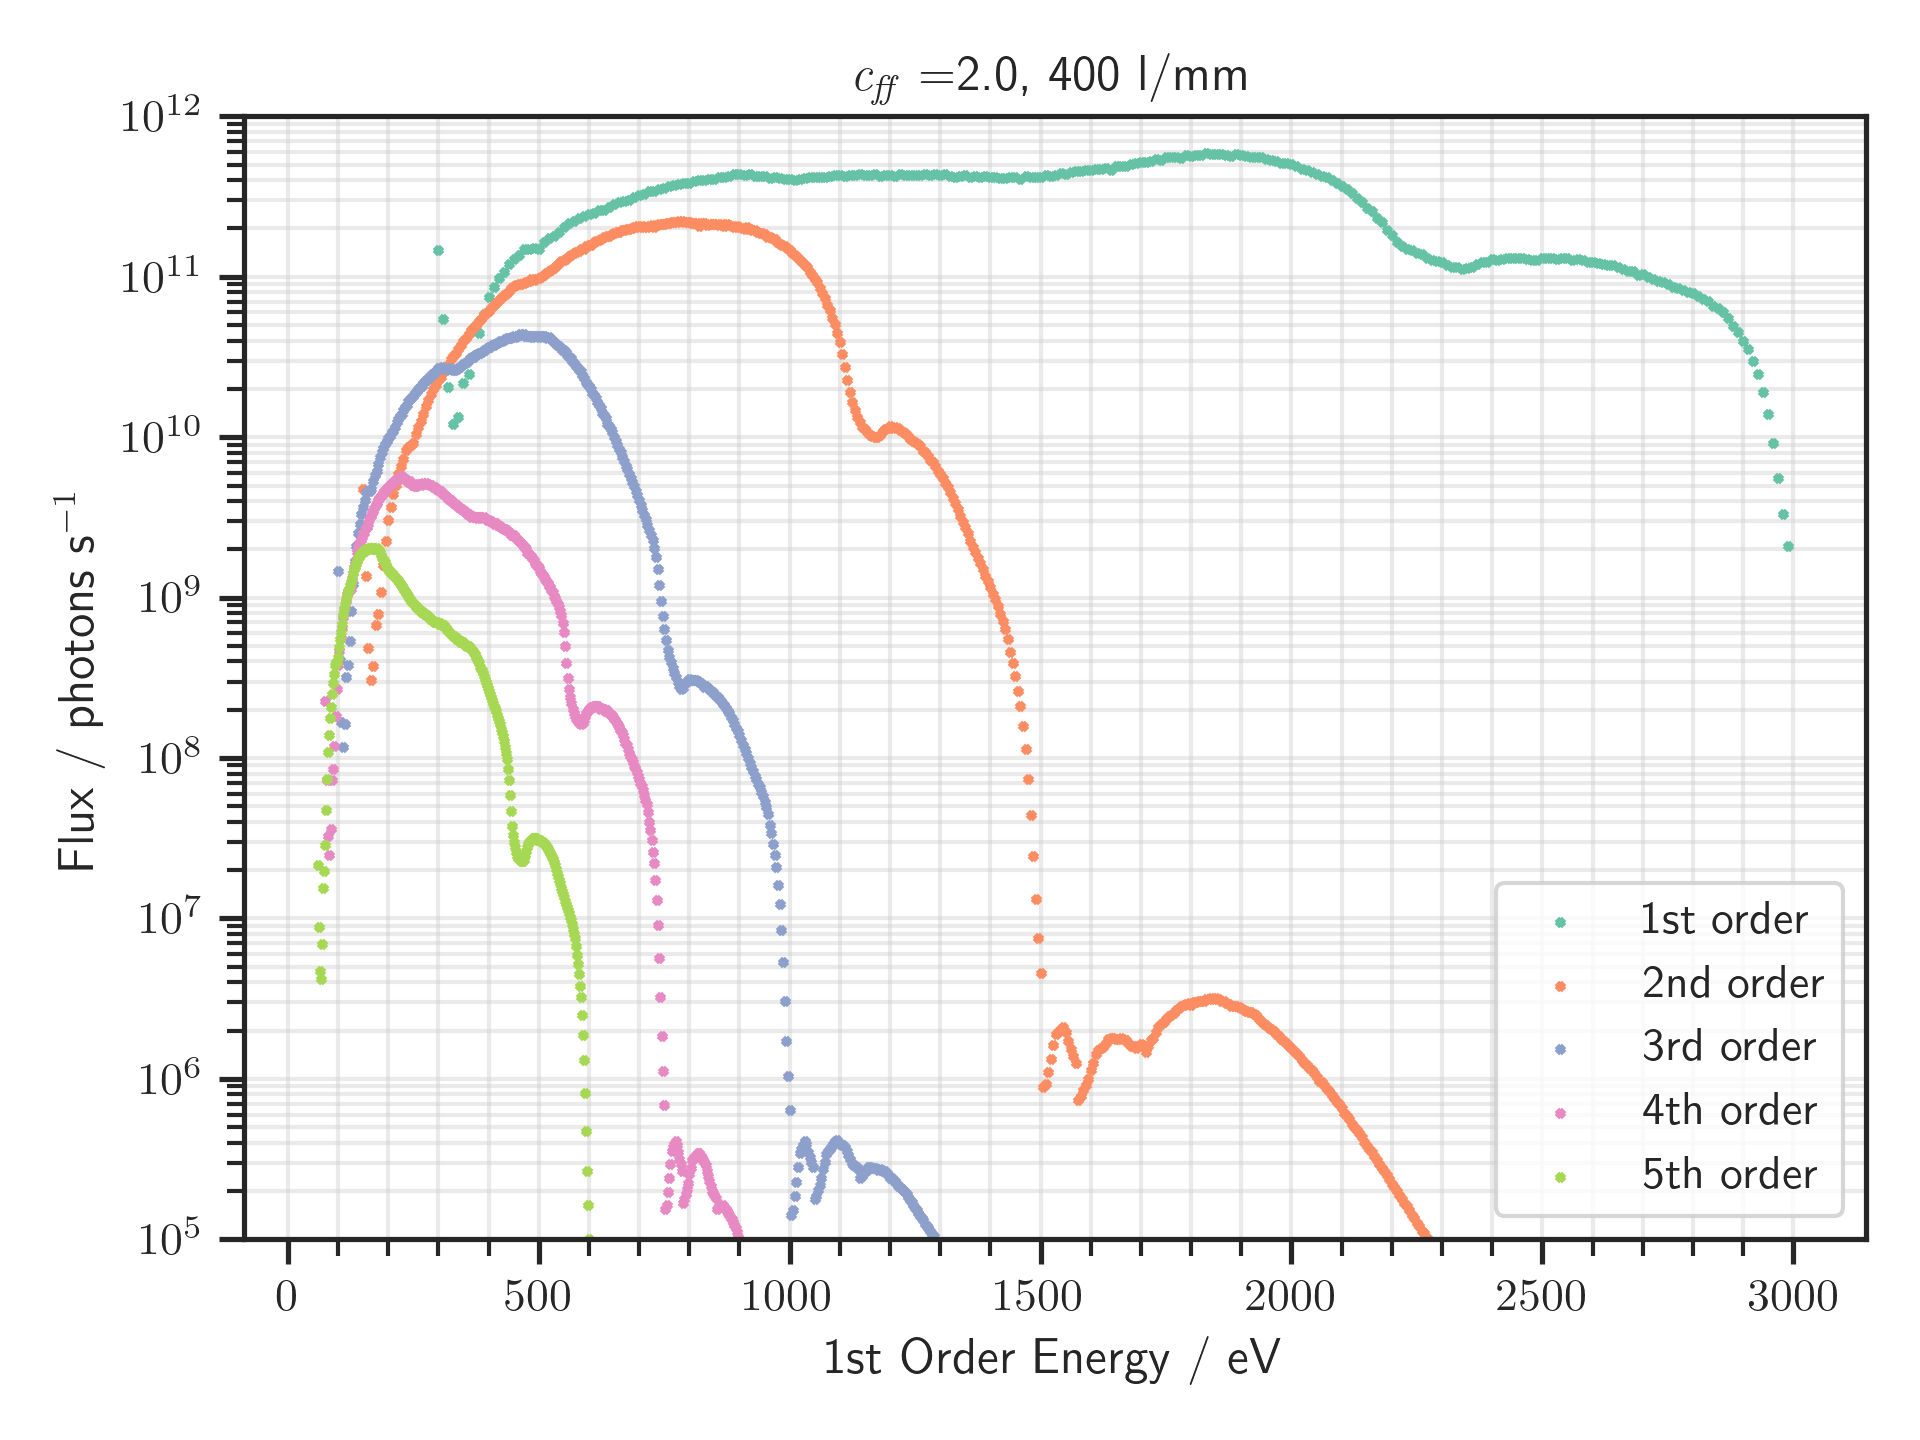 c_ff =2.0, 400 l/mm
10^12
10^11
10^10
10^9
10^8
10^7
10^6
10^5
Flux / photons s^−1
0 500 1000 1500 2000 2500 3000
1st Order Energy / eV
1st order
2nd order
3rd order
4th order
5th order